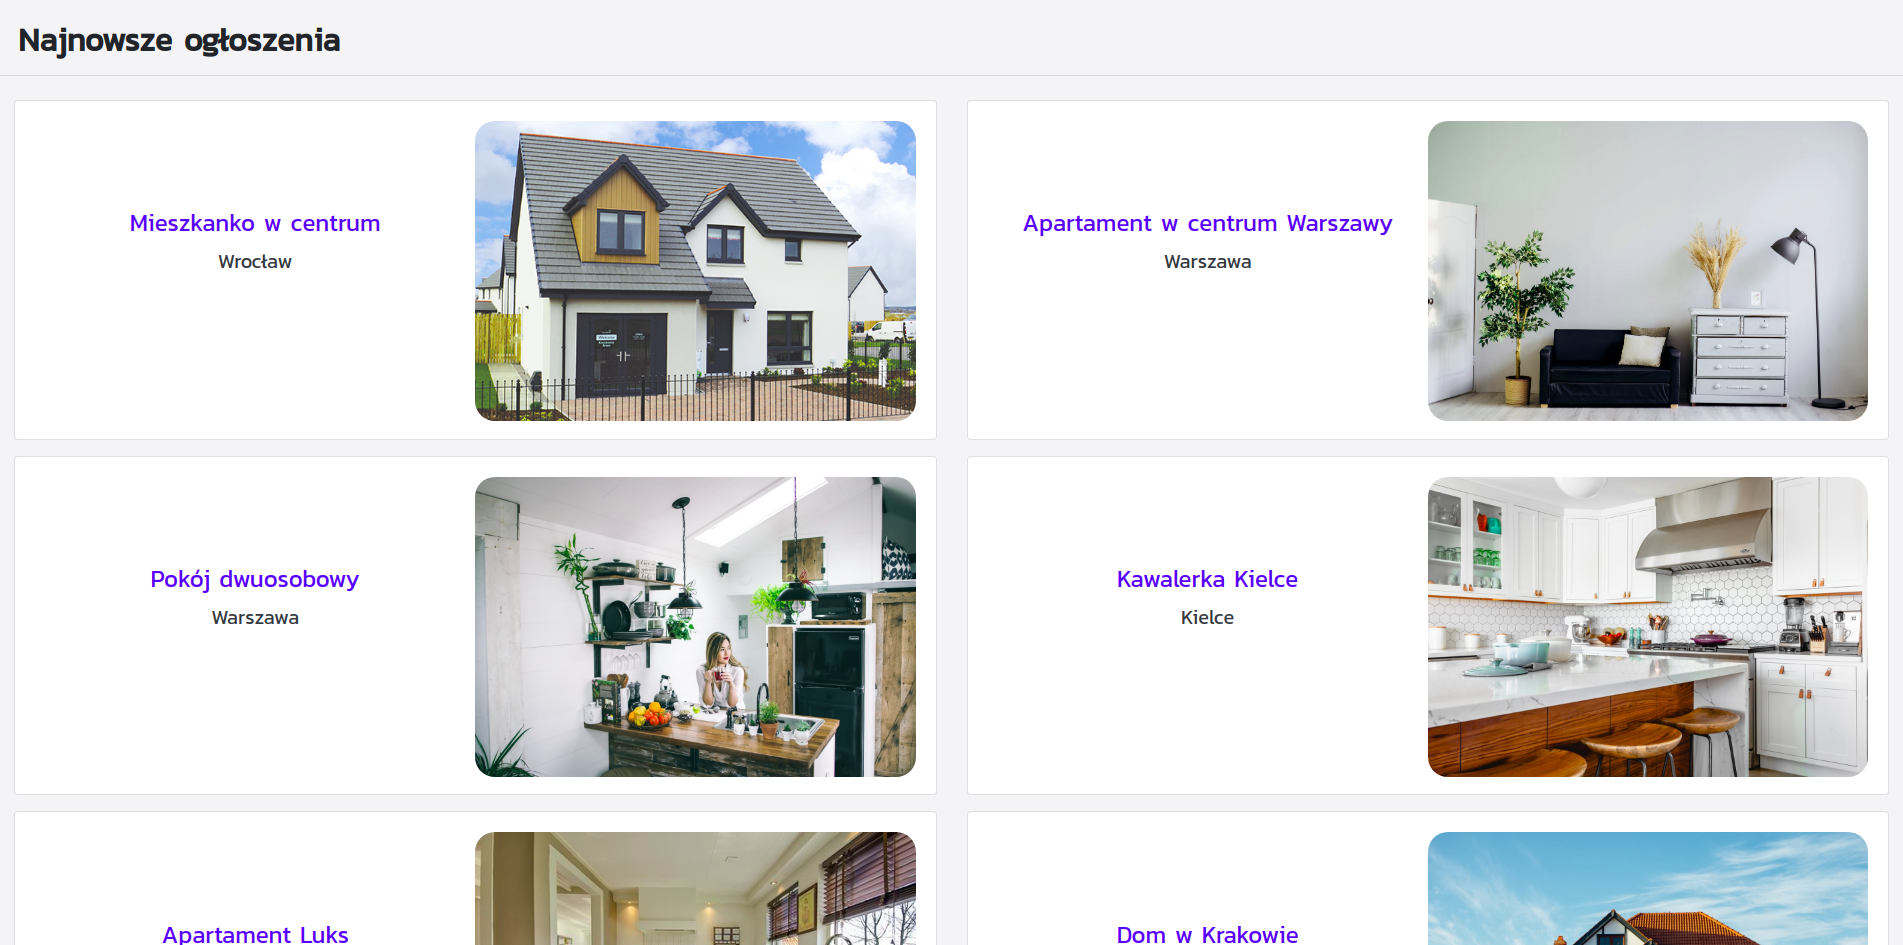 Najnowsze ogłoszenia
Mieszkanko w centrum
Wrocław
Apartament w centrum Warszawy
Warszawa
Pokój dwuosobowy
Warszawa
Kawalerka Kielce
Kielce
Apartament Luks
Dom w Krakowie